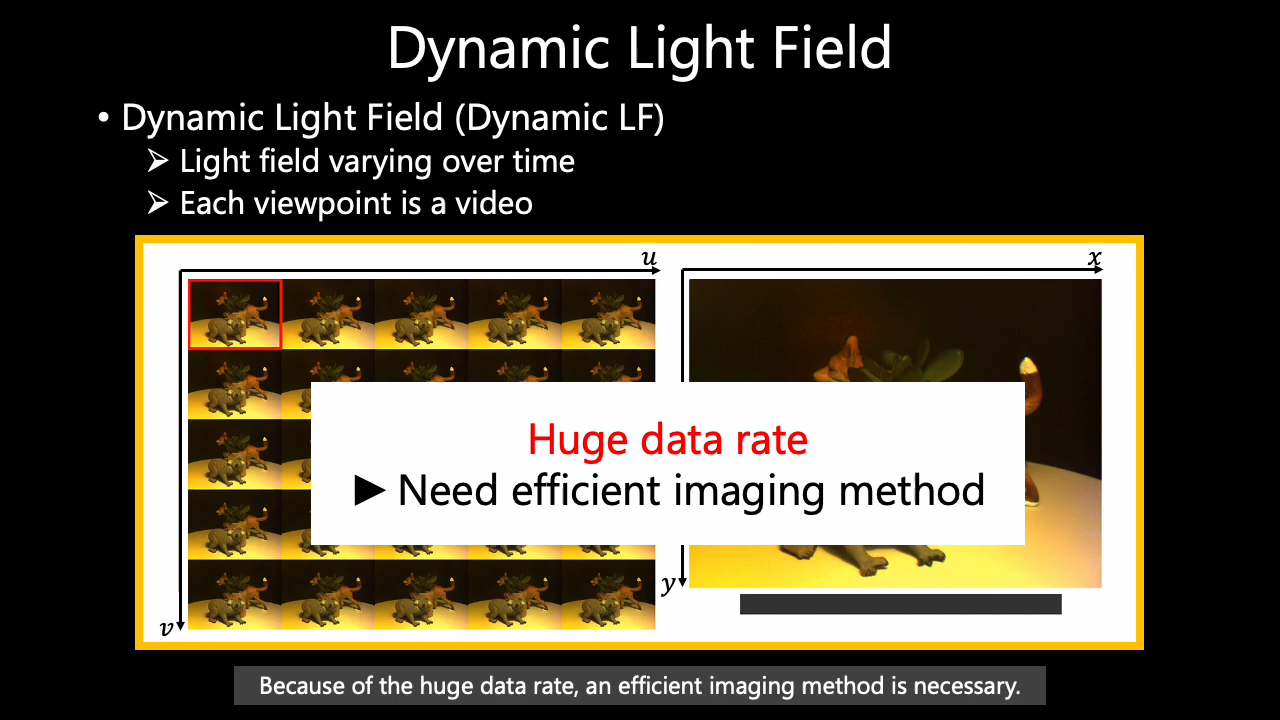 Dynamic Light Field
• Dynamic Light Field (Dynamic LF)
➢ Light field varying over time
➢ Each viewpoint is a video
u
x
Huge data rate
► Need efficient imaging method
y
v
Because of the huge data rate, an efficient imaging method is necessary.